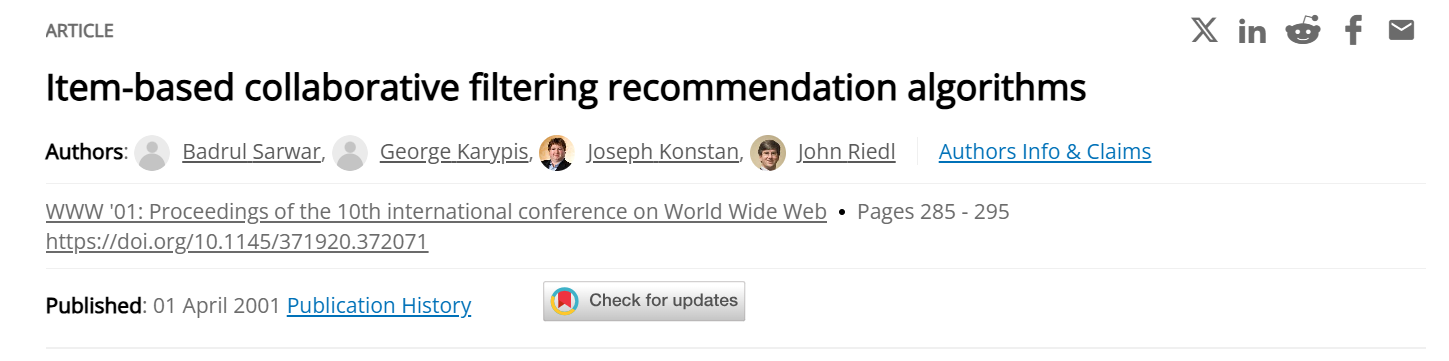 ARTICLE
Item-based collaborative filtering recommendation algorithms
Authors: Badrul Sarwar, George Karypis, Joseph Konstan, John Riedl Authors Info & Claims
WWW '01: Proceedings of the 10th international conference on World Wide Web • Pages 285 - 295
https://doi.org/10.1145/371920.372071
Published: 01 April 2001 Publication History Check for updates